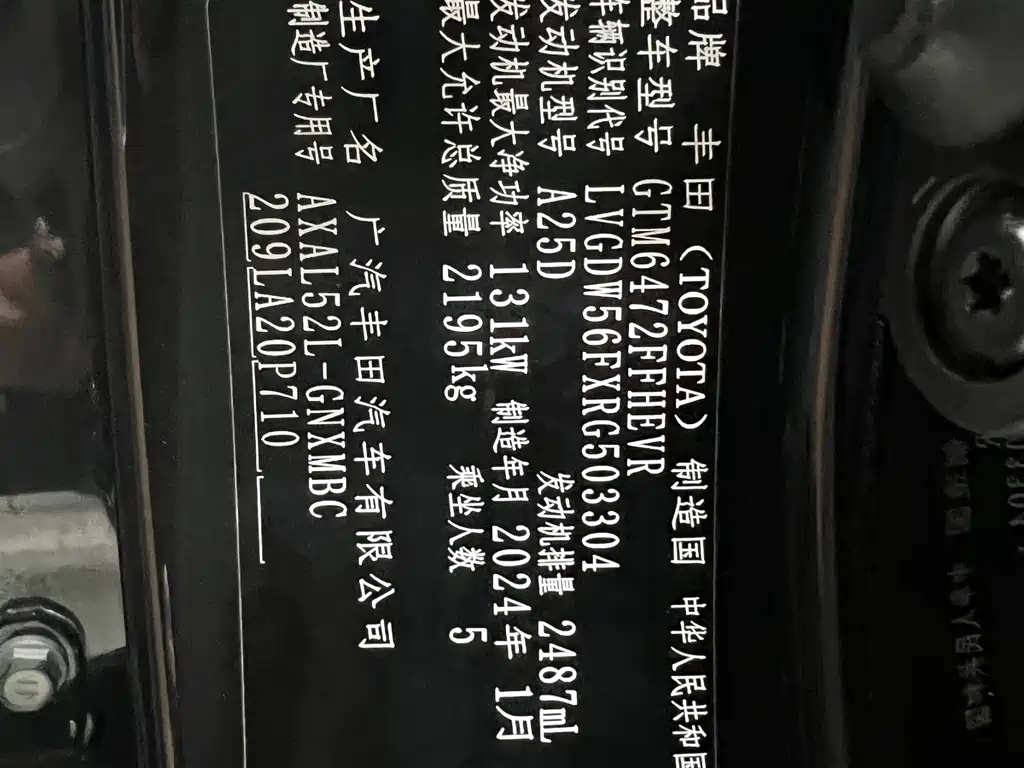 品牌 丰田（TOYOTA） 制造国 中华人民共和国
整车型号 GTM6472FFHEVR
车辆识别代号 LVGDW56FXRG503304
发动机型号 A25D 发动机排量 2487mL
发动机最大净功率 131kW 制造年月 2024年 1月
最大允许总质量 2195kg 乘坐人数 5
生产厂名 广汽丰田汽车有限公司
制造厂专用号 AXAL52L-GNXMBC
209LA20P710